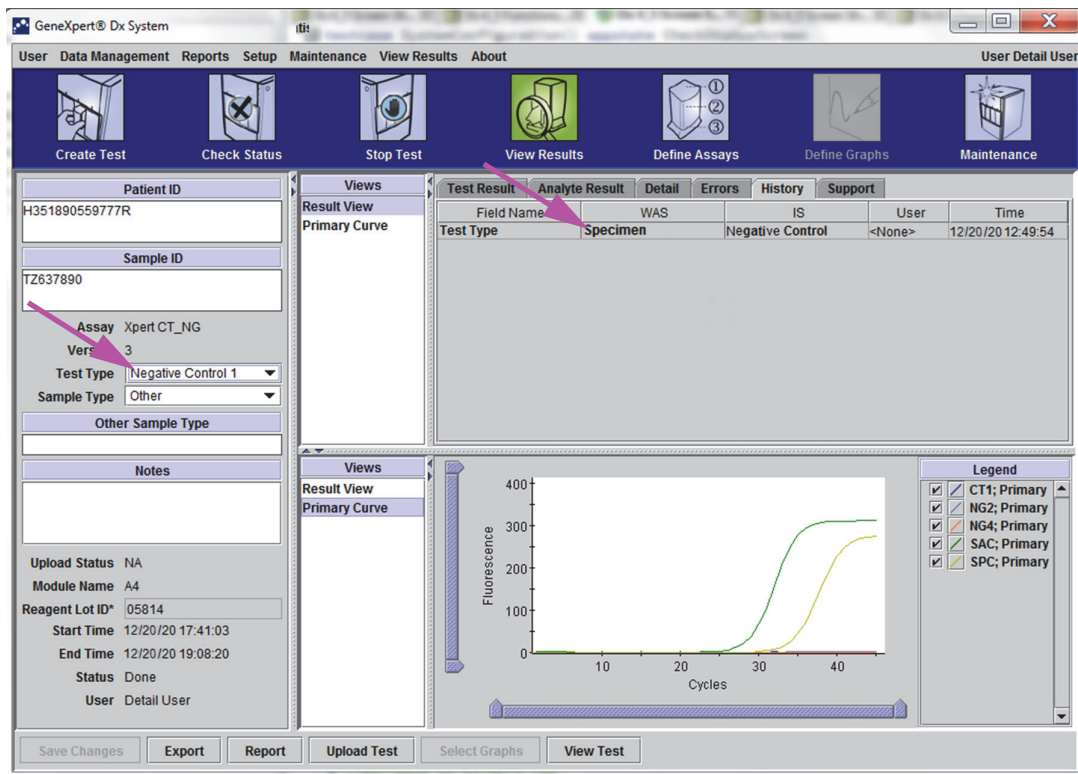 GeneXpert® Dx System
User Data Management Reports Setup Maintenance View Results About User Detail User
Create Test Check Status Stop Test View Results Define Assays Define Graphs Maintenance
① ② ③
Patient ID
H351890559777R
Sample ID
TZ637890
Assay Xpert CT_NG
3
Test Type Negative Control 1
Sample Type Other
Other Sample Type
Notes
Upload Status NA
Module Name A4
Reagent Lot ID* 05814
Start Time 12/20/20 17:41:03
End Time 12/20/20 19:08:20
Status Done
User Detail User
Views
Result View
Primary Curve
Test Result Analyte Result Detail Errors History Support
Field Name WAS IS User Time
Test Type Specimen Negative Control <None> 12/20/20 12:49:54
Views
Result View
Primary Curve
400
300
200
100
0
Fluorescence
10 20 30 40
Cycles
Legend
CT1; Primary
NG2; Primary
NG4; Primary
SAC; Primary
SPC; Primary
Save Changes Export Report Upload Test Select Graphs View Test